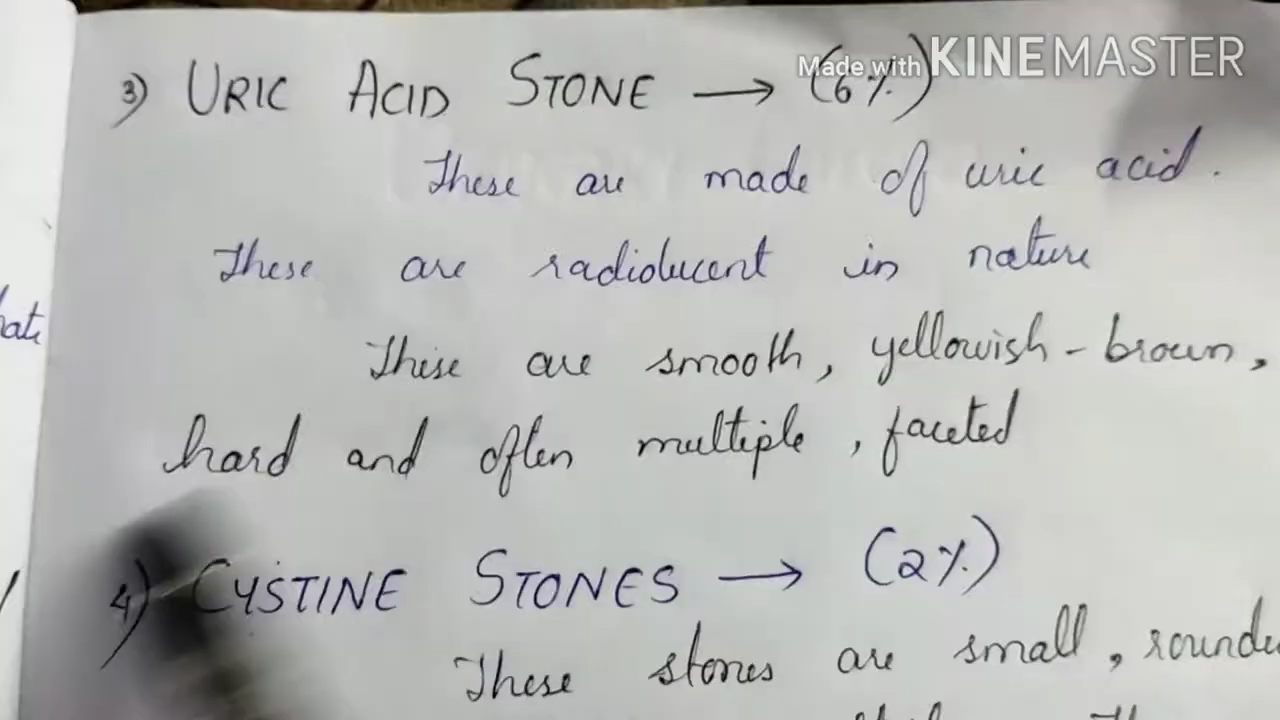 Made with KINEMASTER
3) URIC ACID STONE → (6%)
These are made of uric acid.
These are radiolucent in nature
These are smooth, yellowish-brown,
hard and often multiple, faceted
4) CYSTINE STONES → (2%)
These stones are small,